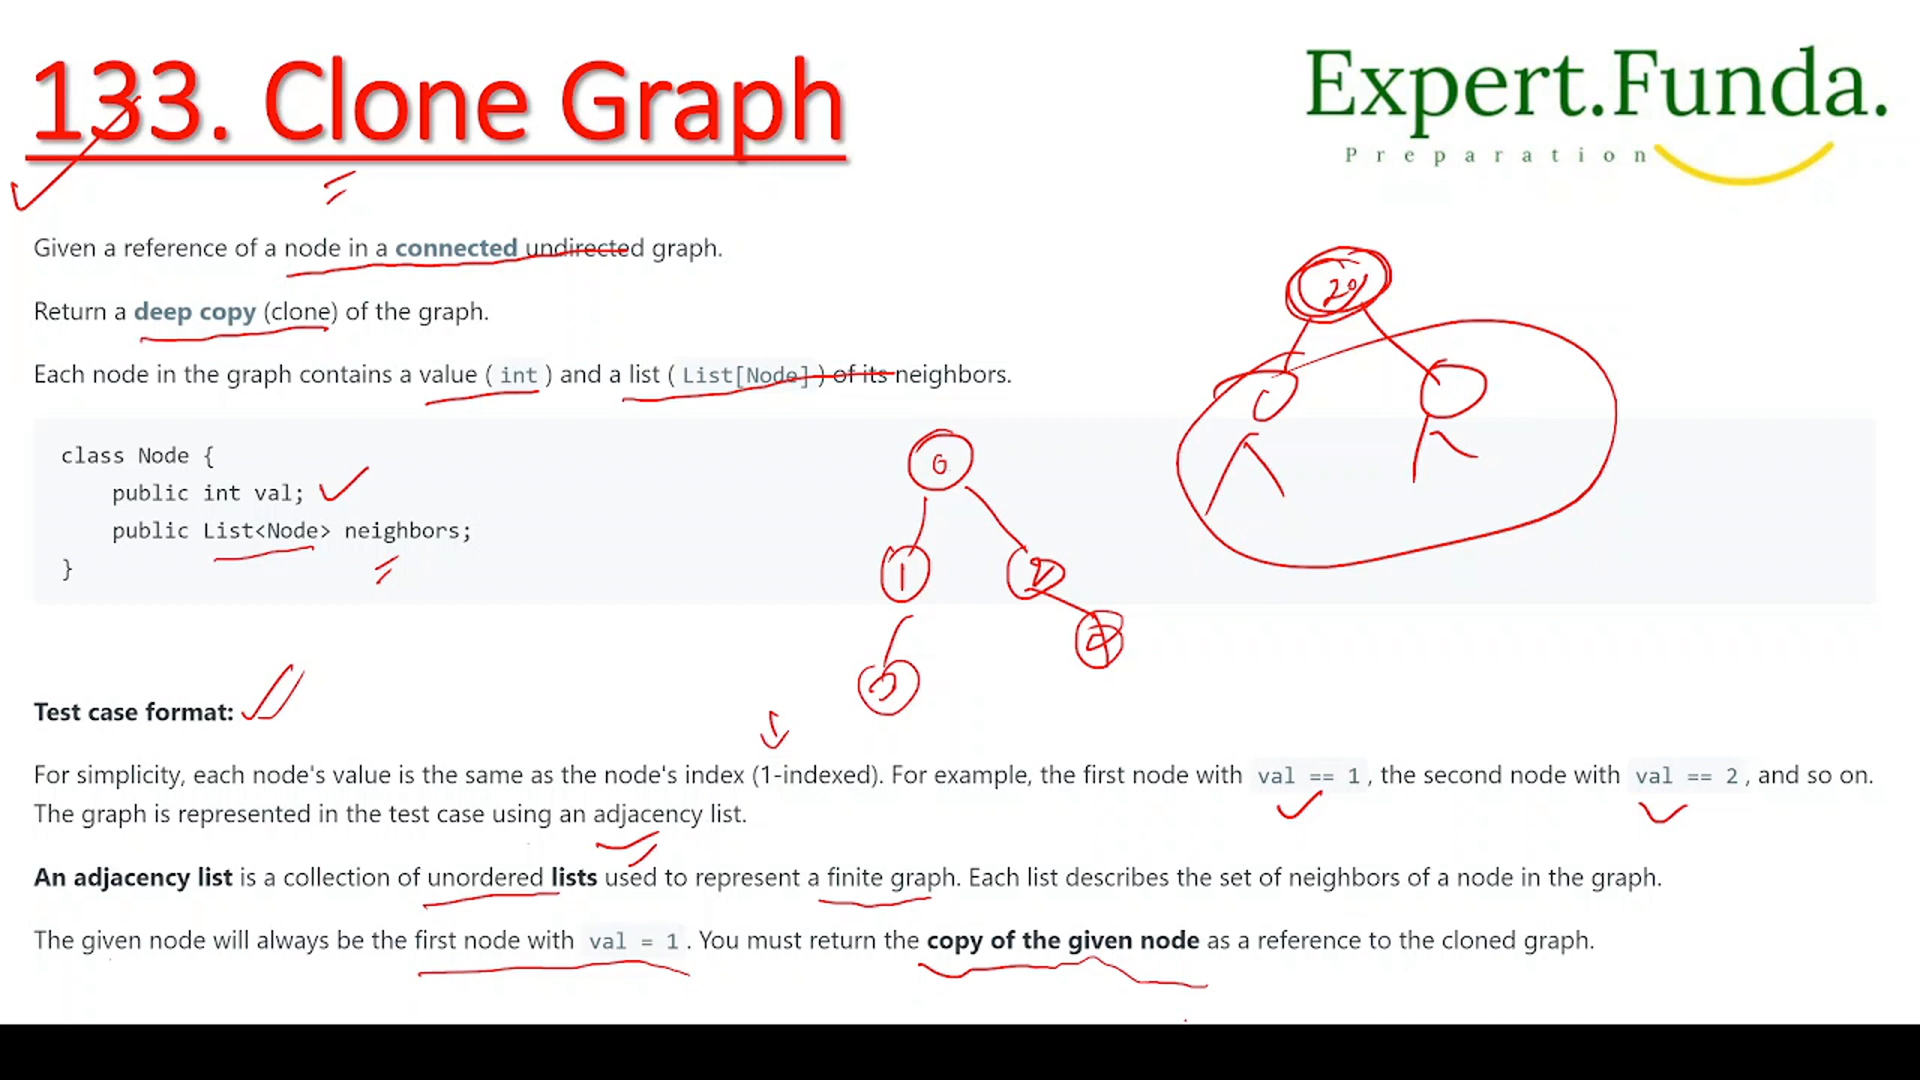 133. Clone Graph
Expert.Funda.
Preparation
Given a reference of a node in a connected undirected graph.
Return a deep copy (clone) of the graph.
Each node in the graph contains a value ( int ) and a list ( List[Node] ) of its neighbors.
class Node {
public int val;
public List<Node> neighbors;
}
20
0
1
2
Test case format:
For simplicity, each node's value is the same as the node's index (1-indexed). For example, the first node with val == 1 , the second node with val == 2 , and so on.
The graph is represented in the test case using an adjacency list.
An adjacency list is a collection of unordered lists used to represent a finite graph. Each list describes the set of neighbors of a node in the graph.
The given node will always be the first node with val = 1 . You must return the copy of the given node as a reference to the cloned graph.